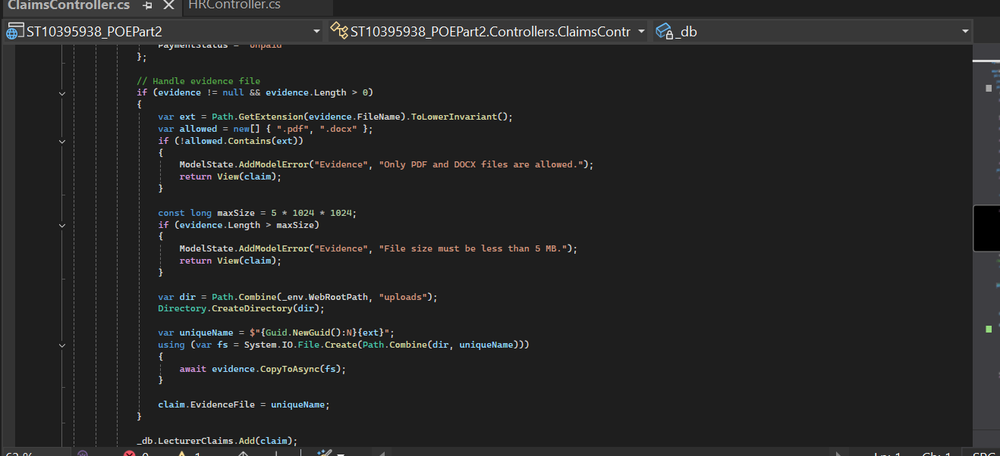 ClaimsController.cs
HRController.cs
ST10395938_POEPart2
ST10395938_POEPart2.Controllers.ClaimsContr
_db
PaymentStatus = "Unpaid"
};
// Handle evidence file
if (evidence != null && evidence.Length > 0)
{
var ext = Path.GetExtension(evidence.FileName).ToLowerInvariant();
var allowed = new[] { ".pdf", ".docx" };
if (!allowed.Contains(ext))
{
ModelState.AddModelError("Evidence", "Only PDF and DOCX files are allowed.");
return View(claim);
}
const long maxSize = 5 * 1024 * 1024;
if (evidence.Length > maxSize)
{
ModelState.AddModelError("Evidence", "File size must be less than 5 MB.");
return View(claim);
}
var dir = Path.Combine(_env.WebRootPath, "uploads");
Directory.CreateDirectory(dir);
var uniqueName = $"{Guid.NewGuid():N}{ext}";
using (var fs = System.IO.File.Create(Path.Combine(dir, uniqueName)))
{
await evidence.CopyToAsync(fs);
}
claim.EvidenceFile = uniqueName;
}
_db.LecturerClaims.Add(claim);